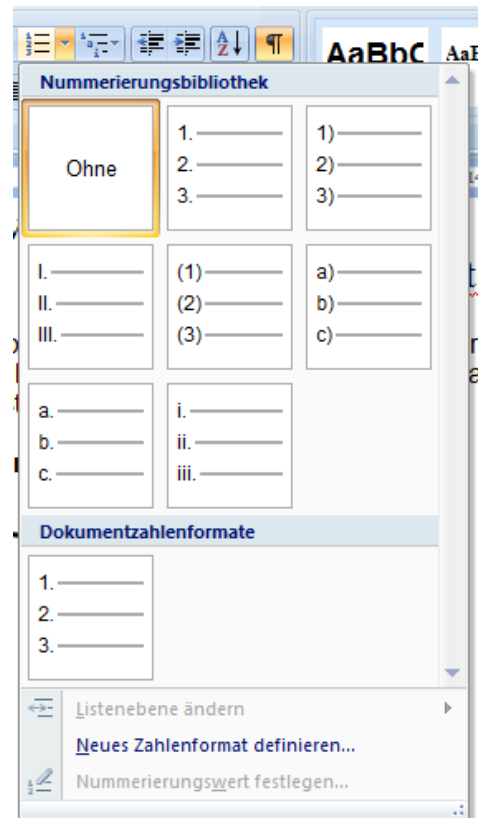 AaBbC AaB
Nummerierungsbibliothek
Ohne
1.
2.
3.
1)
2)
3)
I.
II.
III.
(1)
(2)
(3)
a)
b)
c)
a.
b.
c.
i.
ii.
iii.
Dokumentzahlenformate
1.
2.
3.
Listenebene ändern
Neues Zahlenformat definieren...
Nummerierungswert festlegen...